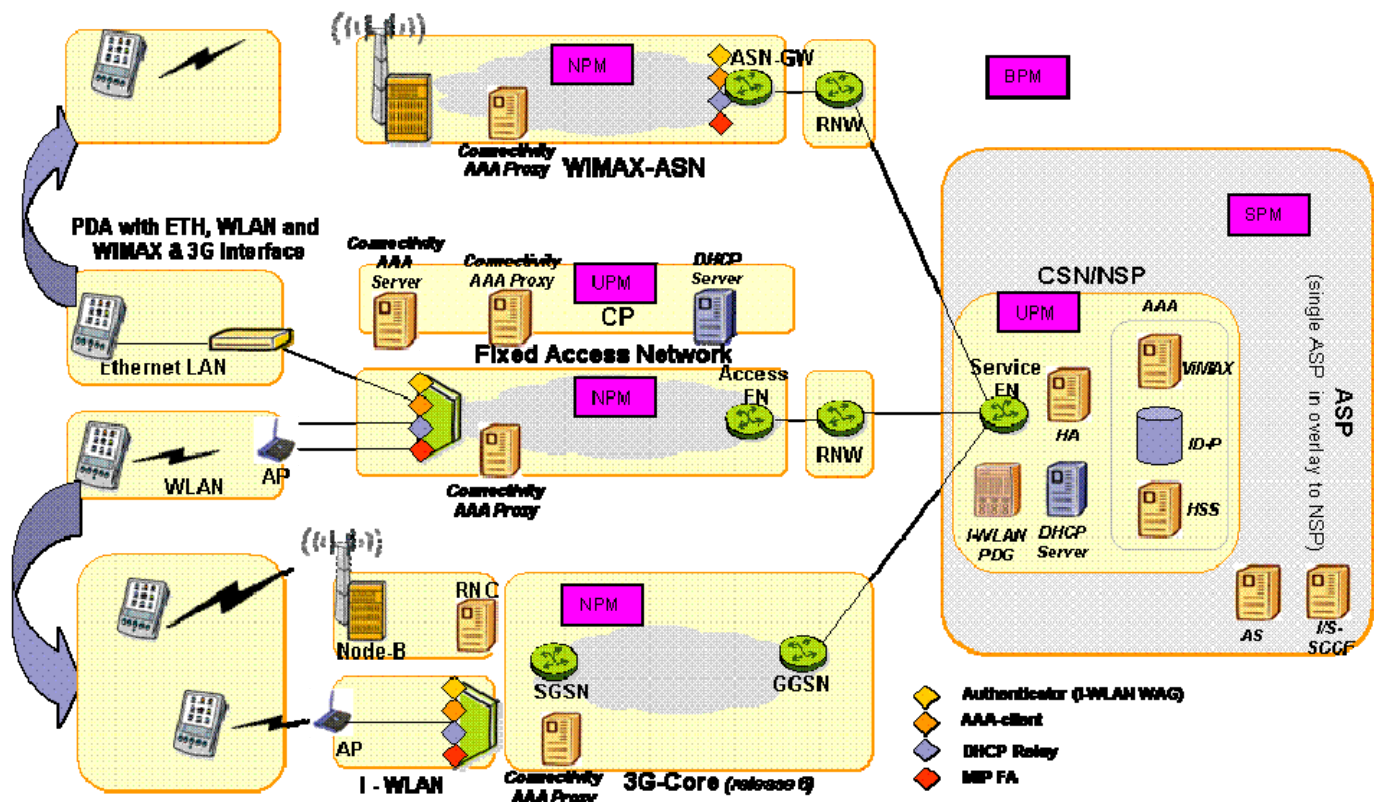 NPM
ASN-GW
BPM
RNW
Connectivity
AAA Proxy
WIMAX-ASN
SPM
PDA with ETH, WLAN and
WIMAX & 3G Interface
Connectivity
AAA
Server
Connectivity
AAA Proxy
UPM
DHCP
Server
CP
CSN/NSP
UPM
AAA
Ethernet LAN
Fixed Access Network
Access
EN
NPM
RNW
Service
EN
HA
WiMAX
ID-P
HSS
I-WLAN
PDG
DHCP
Server
(single ASP in overlay to NSP)
ASP
AP
WLAN
Connectivity
AAA Proxy
RNC
Node-B
NPM
SGSN
GGSN
AS
I/S-
SCCF
AP
I - WLAN
Connectivity
AAA Proxy
3G-Core (release 6)
Authenticator (I-WLAN WAG)
AAA-client
DHCP Relay
MIP FA